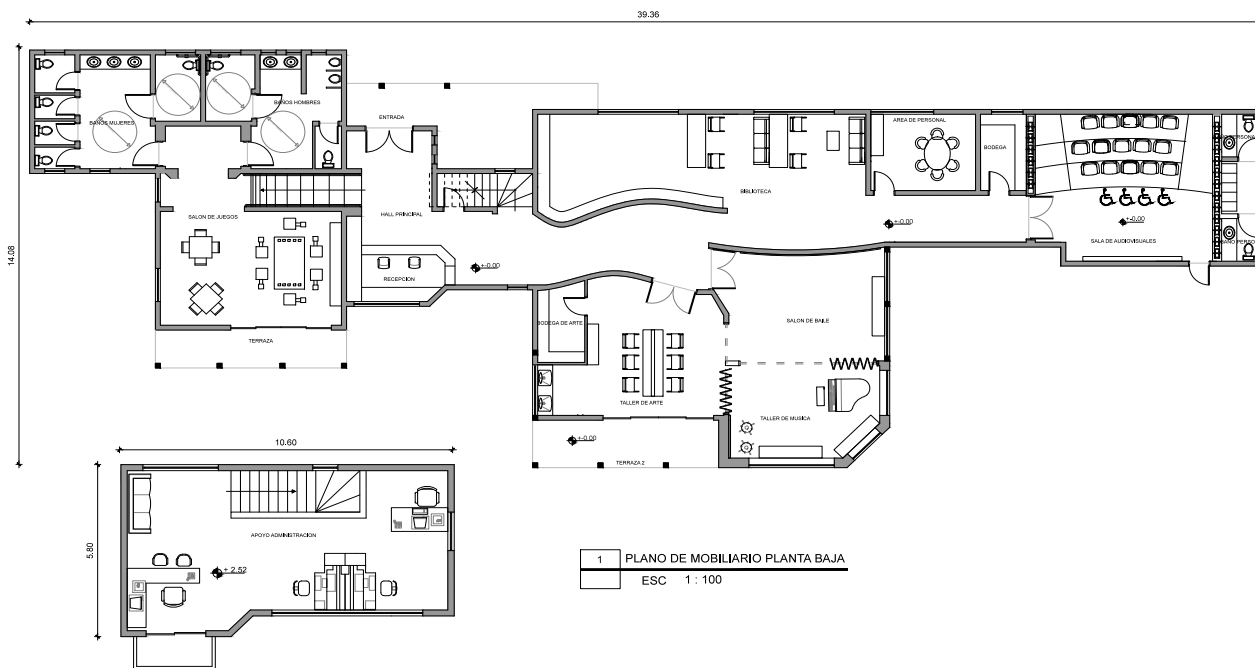 39.36
14.08
BAÑOS MUJERES
BAÑOS HOMBRES
ENTRADA
AREA DE PERSONAL
BODEGA
BIBLIOTECA
SALON DE JUEGOS
HALL PRINCIPAL
+-0.00
+-0.00
SALA DE AUDIOVISUALES
+-0.00
RECEPCION
BODEGA DE ARTE
SALON DE BAILE
TERRAZA
TALLER DE ARTE
TALLER DE MUSICA
+-0.00
TERRAZA 2
10.60
5.80
APOYO ADMINISTRACION
+ 2.52
1 PLANO DE MOBILIARIO PLANTA BAJA
ESC 1 : 100